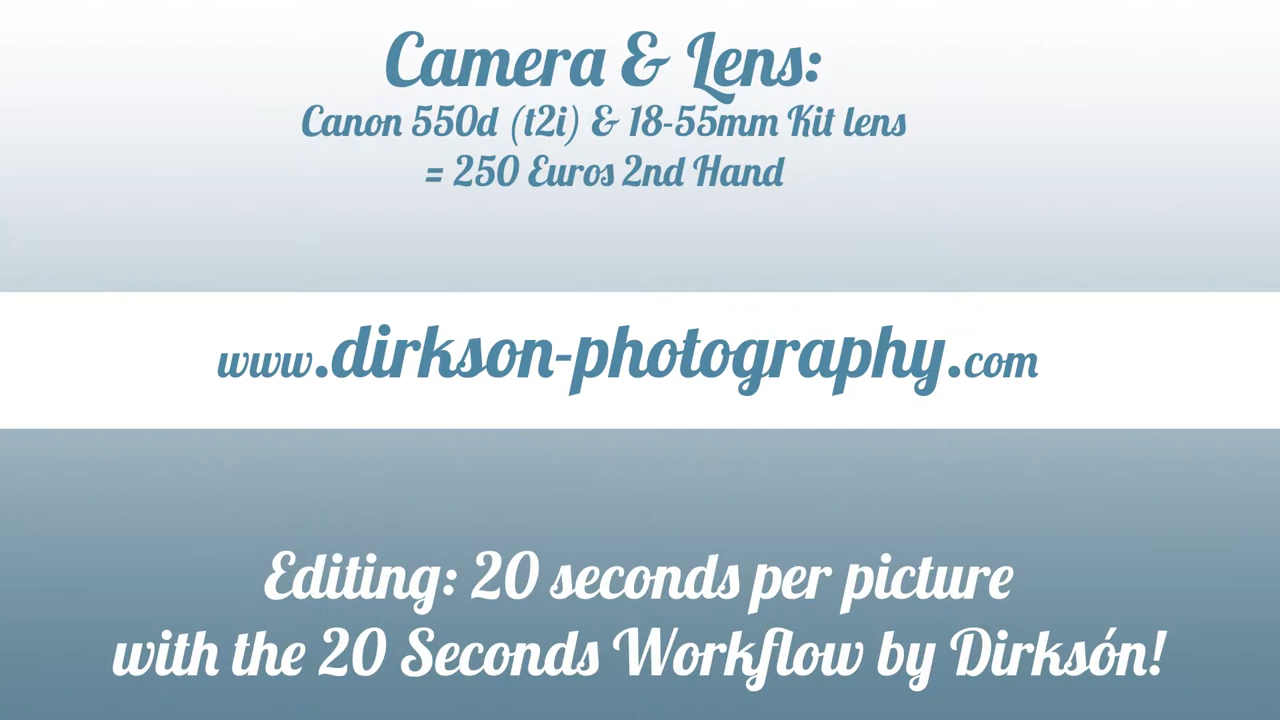 Camera & Lens:
Canon 550d (t2i) & 18-55mm Kit lens
= 250 Euros 2nd Hand
www.dirkson-photography.com
Editing: 20 seconds per picture
with the 20 Seconds Workflow by Dirksón!